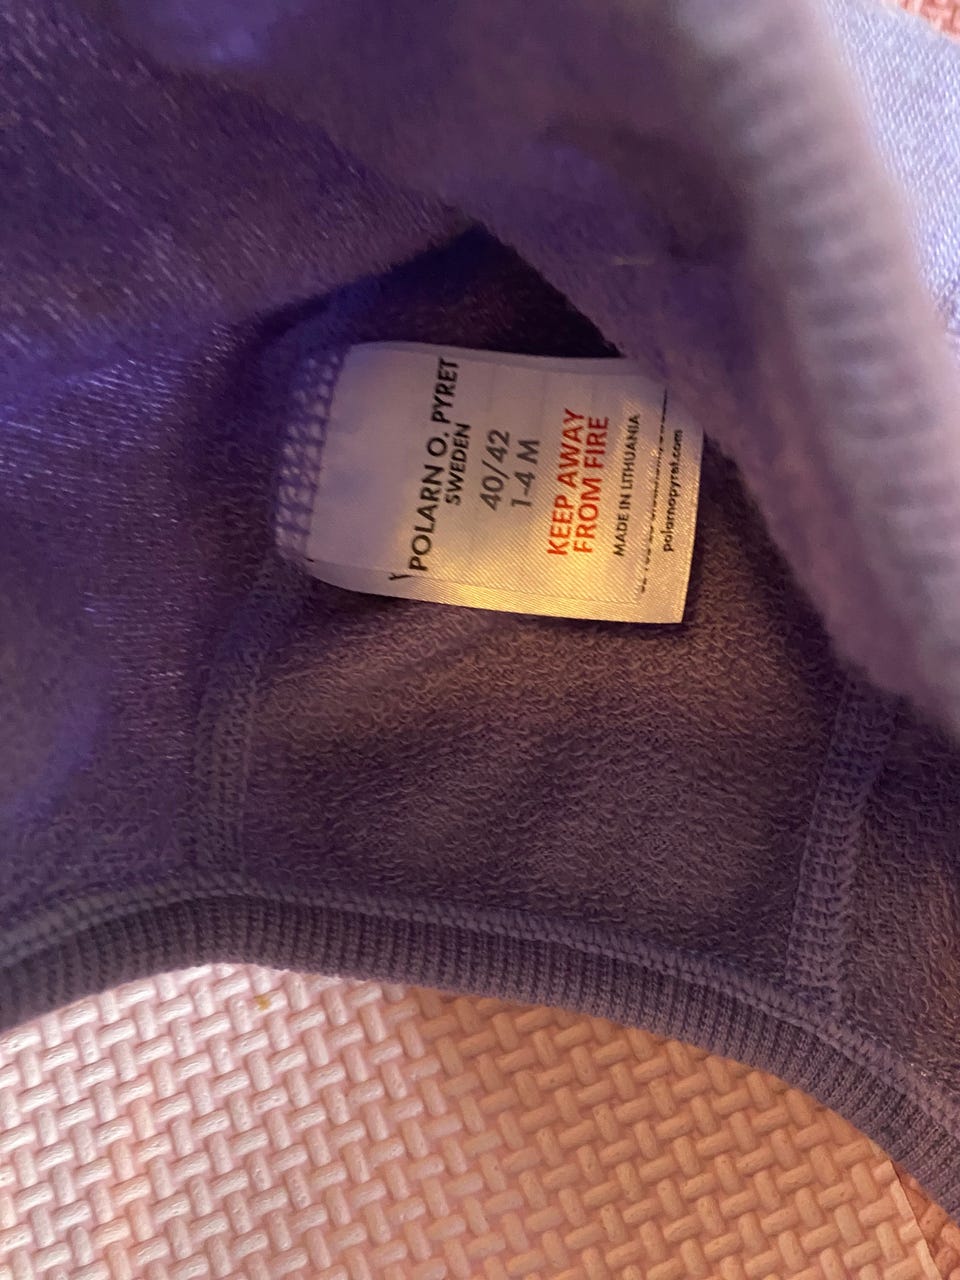 POLARN O. PYRET
SWEDEN
40/42
1-4 M
KEEP AWAY
FROM FIRE
MADE IN LITHUANIA
polarnopyret.com